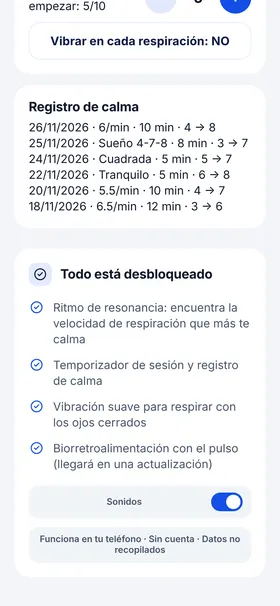 empezar: 5/10
Vibrar en cada respiración: NO
Registro de calma
26/11/2026 · 6/min · 10 min · 4 → 8
25/11/2026 · Sueño 4-7-8 · 8 min · 3 → 7
24/11/2026 · Cuadrada · 5 min · 5 → 7
22/11/2026 · Tranquilo · 5 min · 6 → 8
20/11/2026 · 5.5/min · 10 min · 4 → 7
18/11/2026 · 6.5/min · 12 min · 3 → 6
Todo está desbloqueado
Ritmo de resonancia: encuentra la
velocidad de respiración que más te
calma
Temporizador de sesión y registro
de calma
Vibración suave para respirar con
los ojos cerrados
Biorretroalimentación con el pulso
(llegará en una actualización)
Sonidos
Funciona en tu teléfono · Sin cuenta · Datos no
recopilados